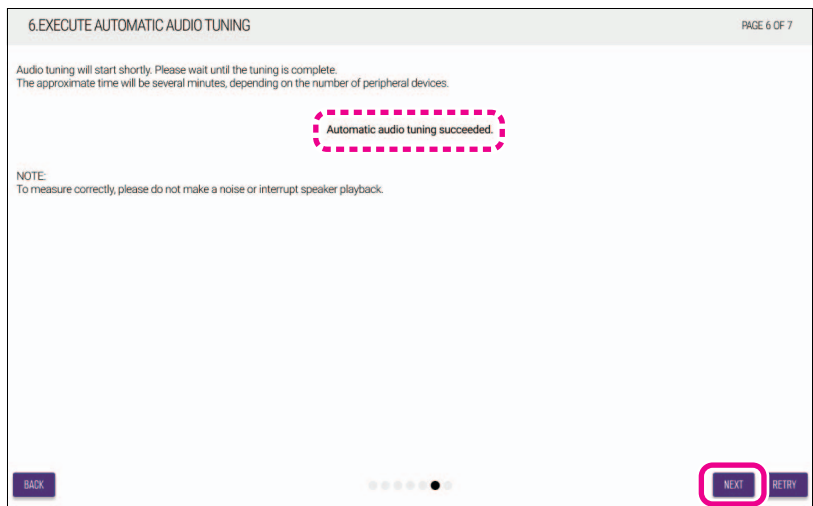 6.EXECUTE AUTOMATIC AUDIO TUNING PAGE 6 OF 7
Audio tuning will start shortly. Please wait until the tuning is complete.
The approximate time will be several minutes, depending on the number of peripheral devices.
Automatic audio tuning succeeded.
NOTE:
To measure correctly, please do not make a noise or interrupt speaker playback.
BACK NEXT RETRY